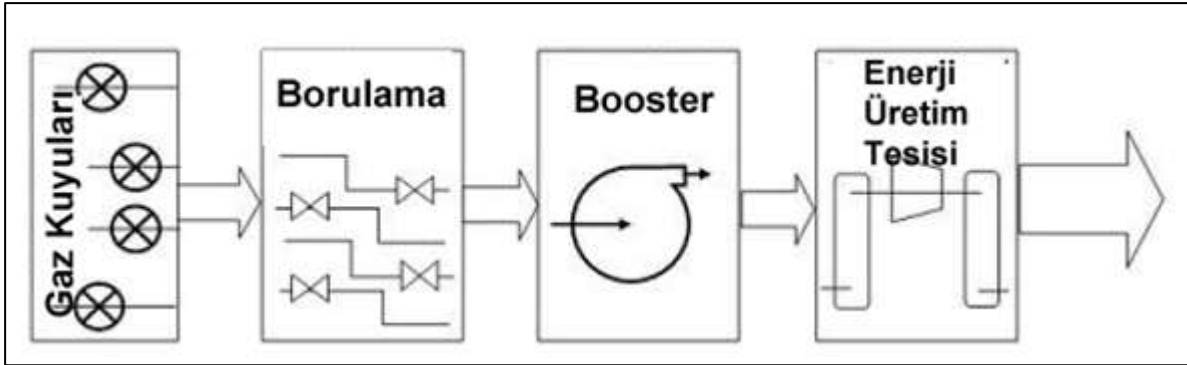 Gaz Kuyuları
Borulama
Booster
Enerji
Üretim
Tesisi